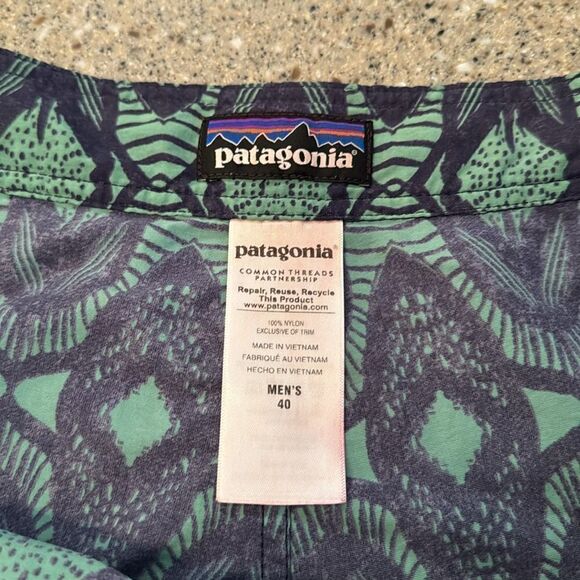 patagonia®
patagonia®
COMMON THREADS
PARTNERSHIP
Repair, Reuse, Recycle
This Product
www.patagonia.com
100% NYLON
EXCLUSIVE OF TRIM
MADE IN VIETNAM
FABRIQUÉ AU VIETNAM
HECHO EN VIETNAM
MEN'S
40